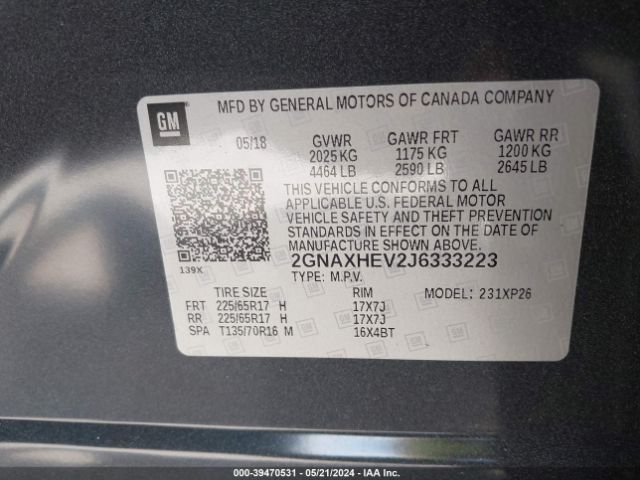 GM
MFD BY GENERAL MOTORS OF CANADA COMPANY
05/18 GVWR GAWR FRT GAWR RR
2025 KG 1175 KG 1200 KG
4464 LB 2590 LB 2645 LB
THIS VEHICLE CONFORMS TO ALL
APPLICABLE U.S. FEDERAL MOTOR
VEHICLE SAFETY AND THEFT PREVENTION
STANDARDS IN EFFECT ON THE DATE
OF MANUFACTURE SHOWN ABOVE.
139X
2GNAXHEV2J6333223
TYPE: M.P.V.
TIRE SIZE RIM MODEL: 231XP26
FRT 225/65R17 H 17X7J
RR 225/65R17 H 17X7J
SPA T135/70R16 M 16X4BT
000-39470531 - 05/21/2024 - IAA Inc.